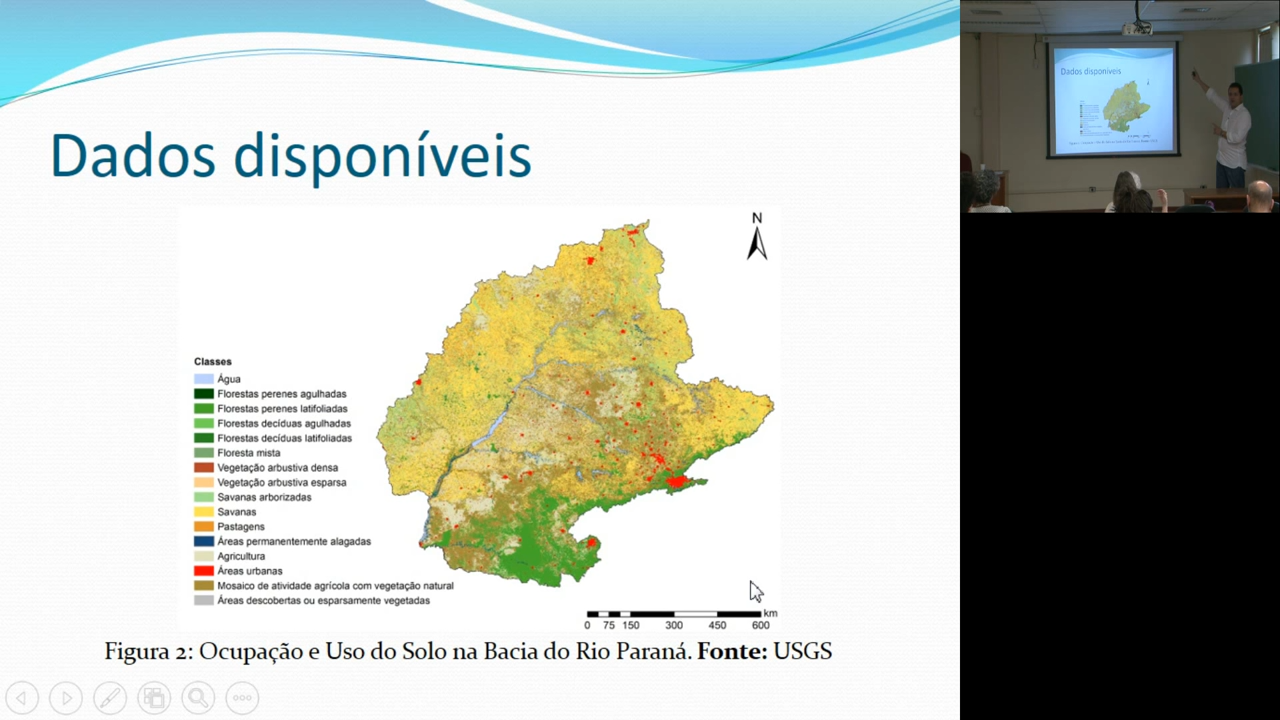 Dados disponíveis
N
Classes
Água
Florestas perenes agulhadas
Florestas perenes latifoliadas
Florestas decíduas agulhadas
Florestas decíduas latifoliadas
Floresta mista
Vegetação arbustiva densa
Vegetação arbustiva esparsa
Savanas arborizadas
Savanas
Pastagens
Áreas permanentemente alagadas
Agricultura
Áreas urbanas
Mosaico de atividade agrícola com vegetação natural
Áreas descobertas ou esparsamente vegetadas
km
0 75 150 300 450 600
Figura 2: Ocupação e Uso do Solo na Bacia do Rio Paraná. Fonte: USGS
Dados disponíveis